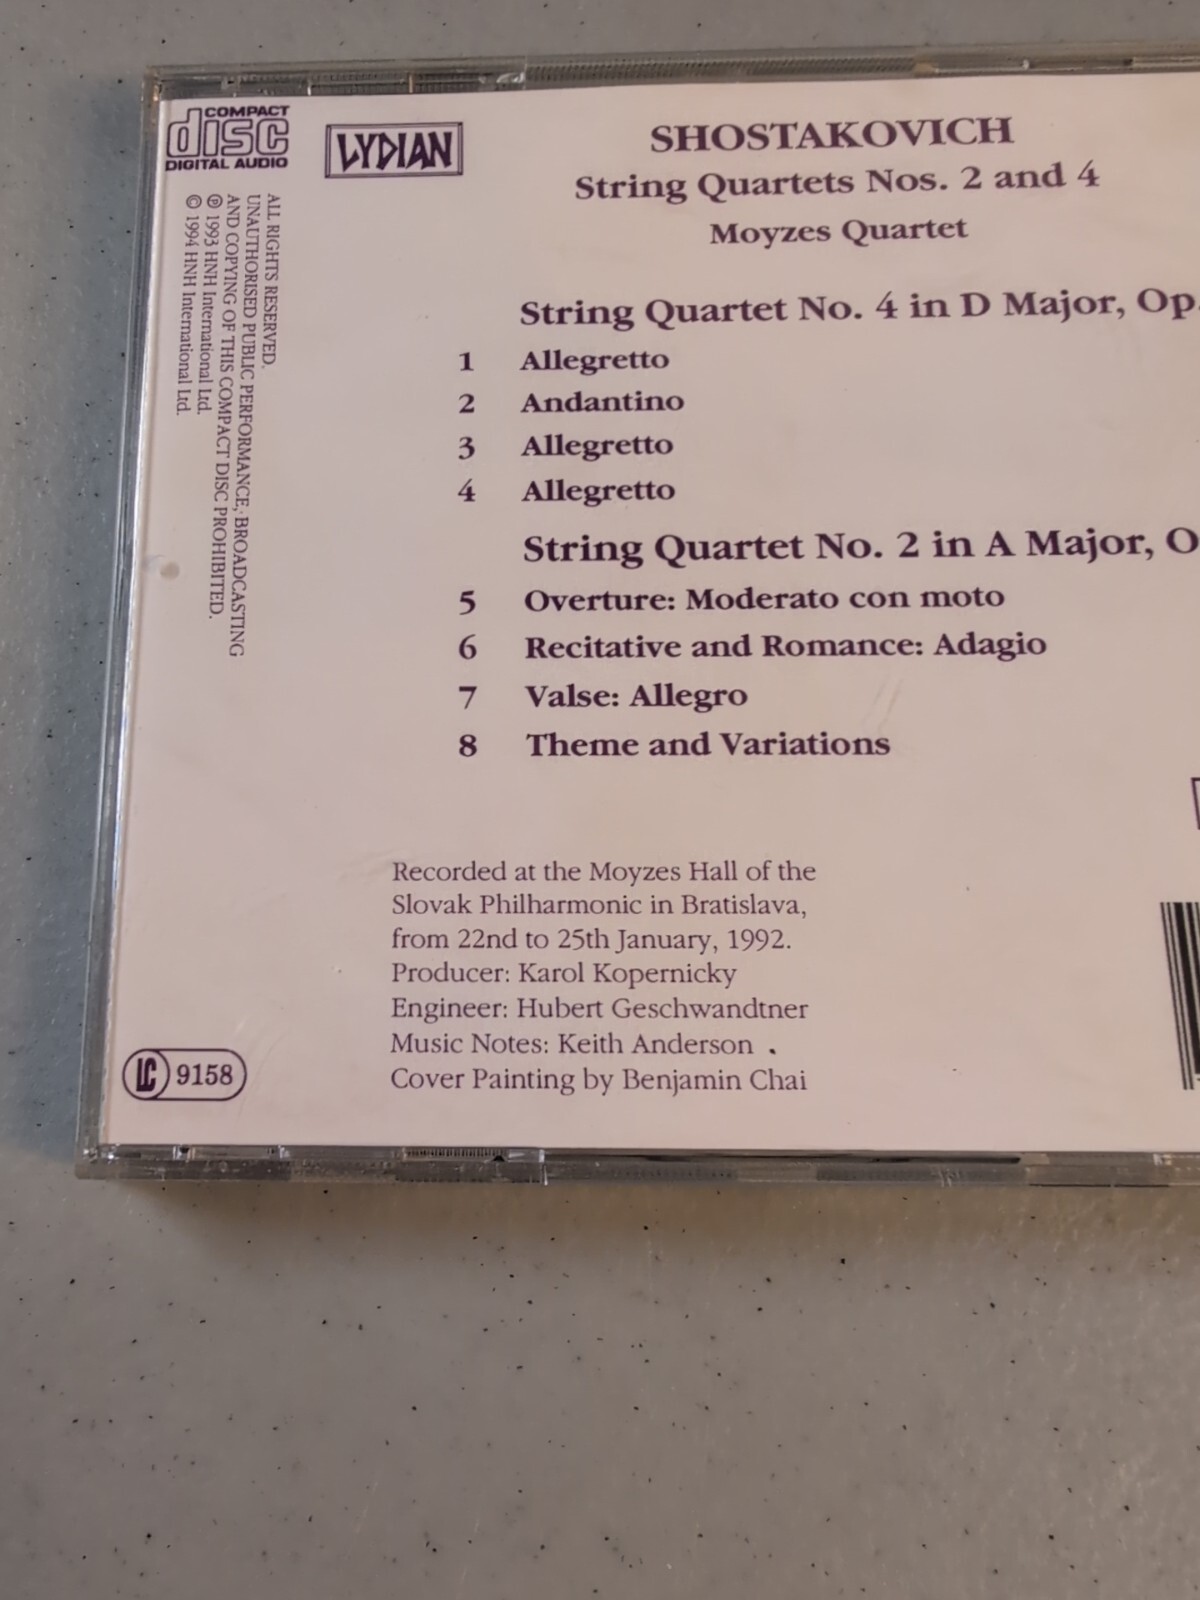 COMPACT
disc
DIGITAL AUDIO
LYDIAN
SHOSTAKOVICH
String Quartets Nos. 2 and 4
Moyzes Quartet
String Quartet No. 4 in D Major, Op.
1 Allegretto
2 Andantino
3 Allegretto
4 Allegretto
String Quartet No. 2 in A Major, O
5 Overture: Moderato con moto
6 Recitative and Romance: Adagio
7 Valse: Allegro
8 Theme and Variations
Recorded at the Moyzes Hall of the
Slovak Philharmonic in Bratislava,
from 22nd to 25th January, 1992.
Producer: Karol Kopernicky
Engineer: Hubert Geschwandtner
Music Notes: Keith Anderson .
Cover Painting by Benjamin Chai
ALL RIGHTS RESERVED.
UNAUTHORISED PUBLIC PERFORMANCE, BROADCASTING
AND COPYING OF THIS COMPACT DISC PROHIBITED.
℗ 1993 HNH International Ltd.
© 1994 HNH International Ltd.
LC 9158